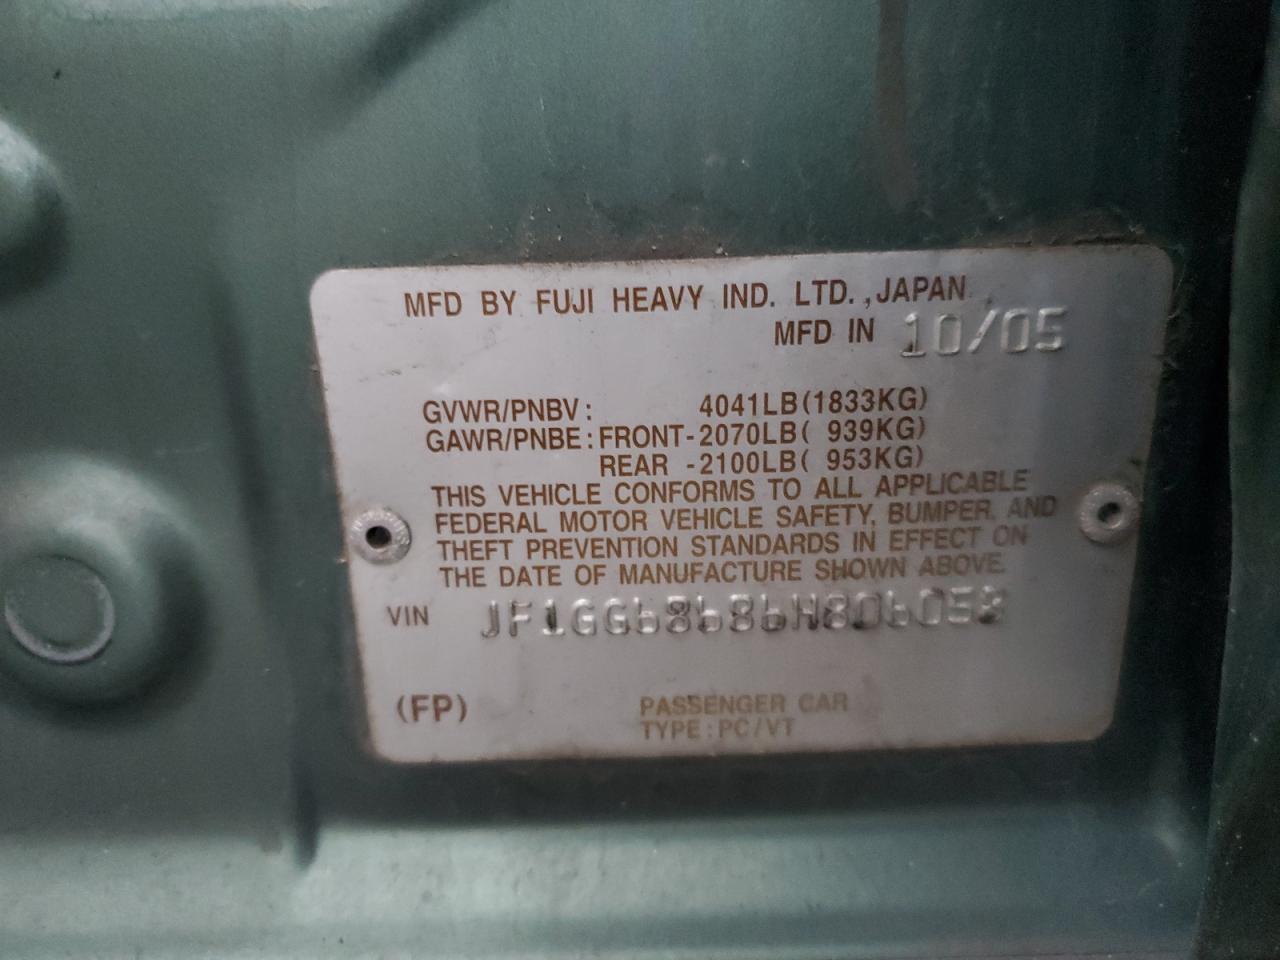 MFD BY FUJI HEAVY IND. LTD.,JAPAN
MFD IN 10/05
GVWR/PNBV: 4041LB(1833KG)
GAWR/PNBE:FRONT-2070LB( 939KG)
REAR -2100LB( 953KG)
THIS VEHICLE CONFORMS TO ALL APPLICABLE
FEDERAL MOTOR VEHICLE SAFETY, BUMPER, AND
THEFT PREVENTION STANDARDS IN EFFECT ON
THE DATE OF MANUFACTURE SHOWN ABOVE.
VIN JF1GG68686H806058
(FP) PASSENGER CAR
TYPE:PC/VT